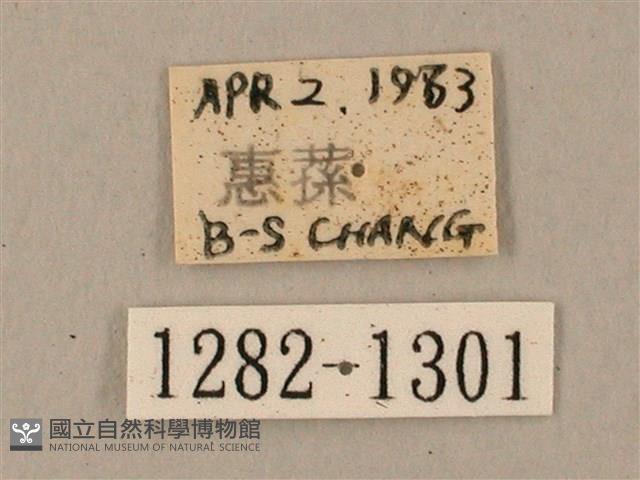 APR 2. 1983
惠蓀
B-S CHANG
1282-1301
國立自然科學博物館
NATIONAL MUSEUM OF NATURAL SCIENCE